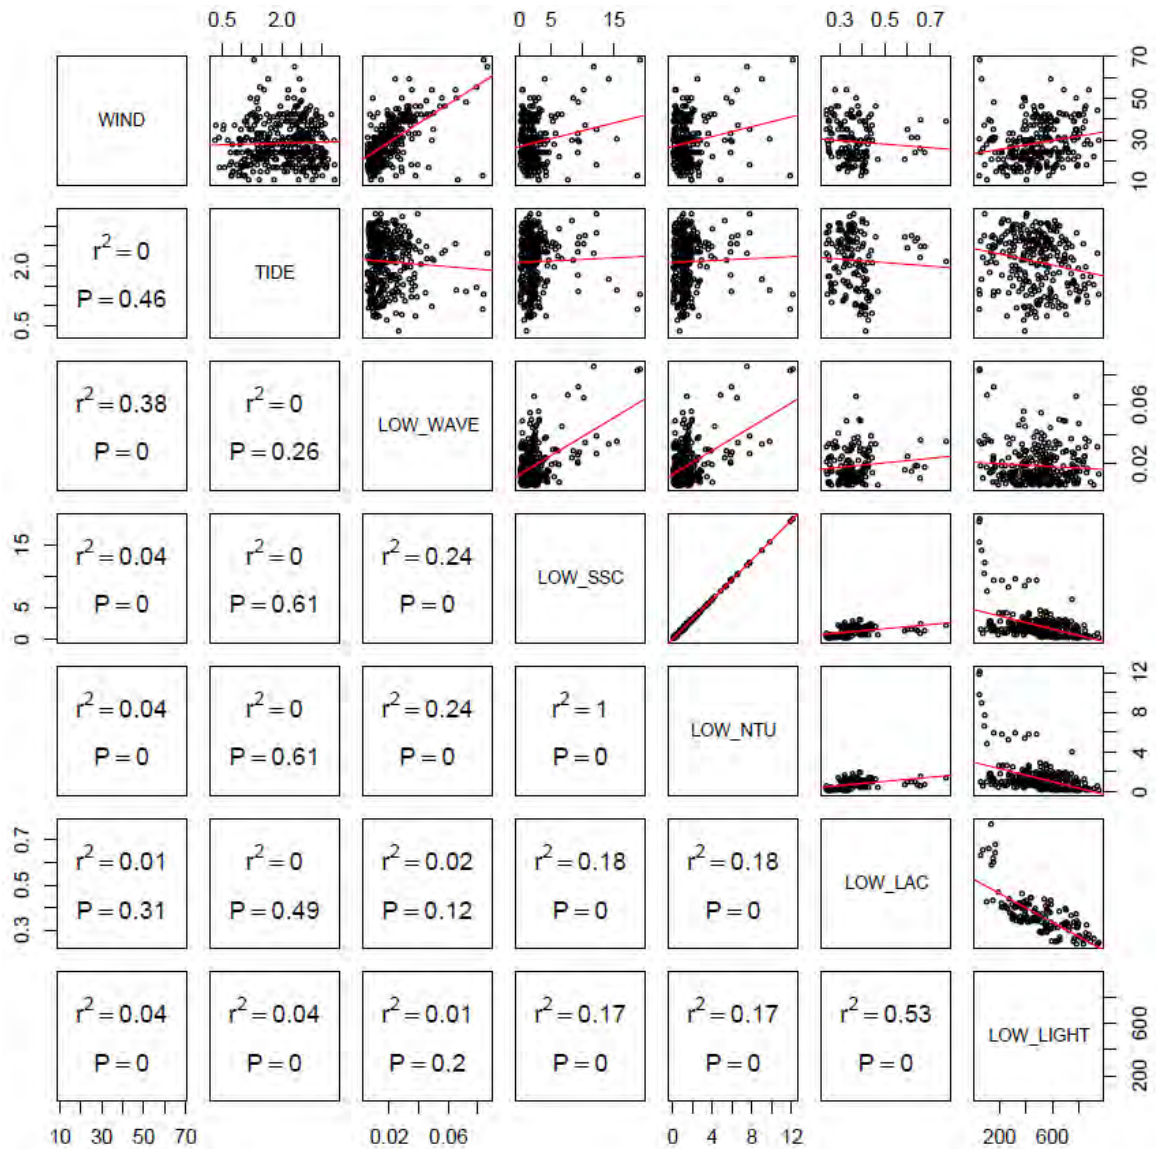 0.5 2.0 0 5 15 0.3 0.5 0.7
WIND 10 30 50 70
0.5 2.0 r² = 0 TIDE
P = 0.46
r² = 0.38 r² = 0 LOW_WAVE 0.02 0.06
P = 0 P = 0.26
0 5 15 r² = 0.04 r² = 0 r² = 0.24 LOW_SSC
P = 0 P = 0.61 P = 0
r² = 0.04 r² = 0 r² = 0.24 r² = 1 LOW_NTU 0 4 8 12
P = 0 P = 0.61 P = 0 P = 0
0.3 0.5 0.7 r² = 0.01 r² = 0 r² = 0.02 r² = 0.18 r² = 0.18 LOW_LAC
P = 0.31 P = 0.49 P = 0.12 P = 0 P = 0
r² = 0.04 r² = 0.04 r² = 0.01 r² = 0.17 r² = 0.17 r² = 0.53 LOW_LIGHT 200 600
P = 0 P = 0 P = 0.2 P = 0 P = 0 P = 0
10 30 50 70 0.02 0.06 0 4 8 12 200 600